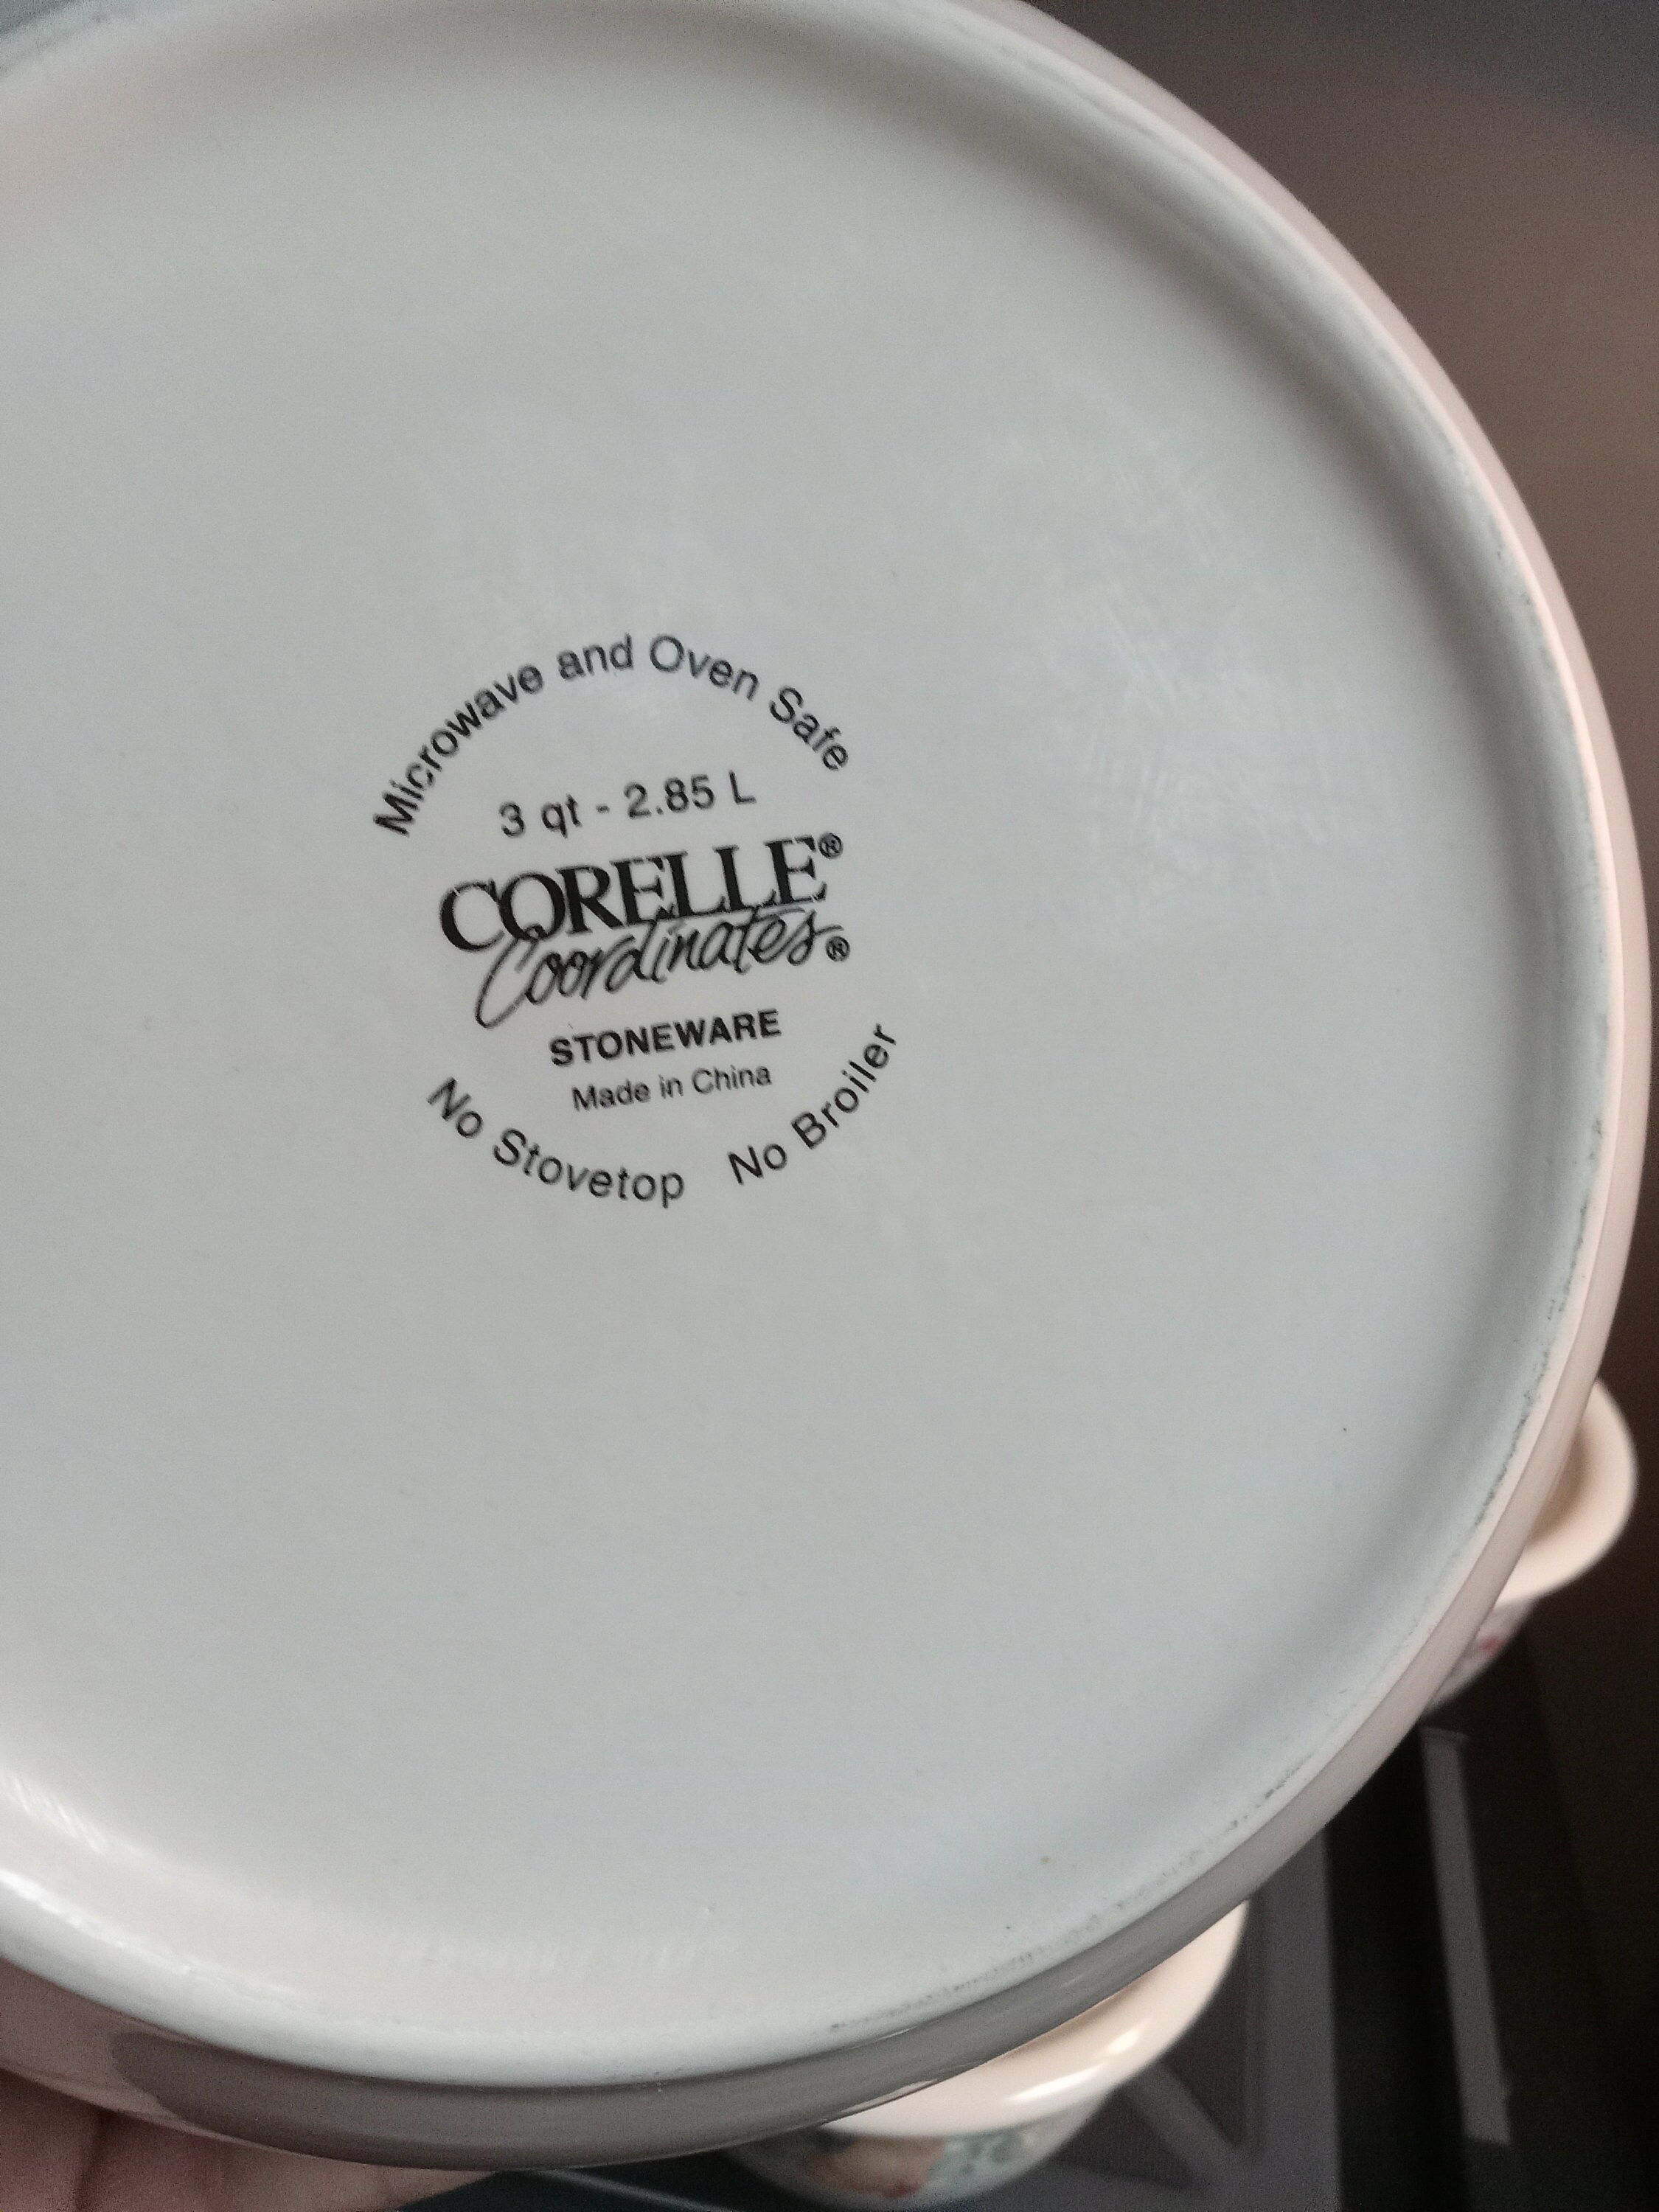 Microwave and Oven Safe
3 qt - 2.85 L
CORELLE®
Coordinates®
STONEWARE
Made in China
No Stovetop No Broiler